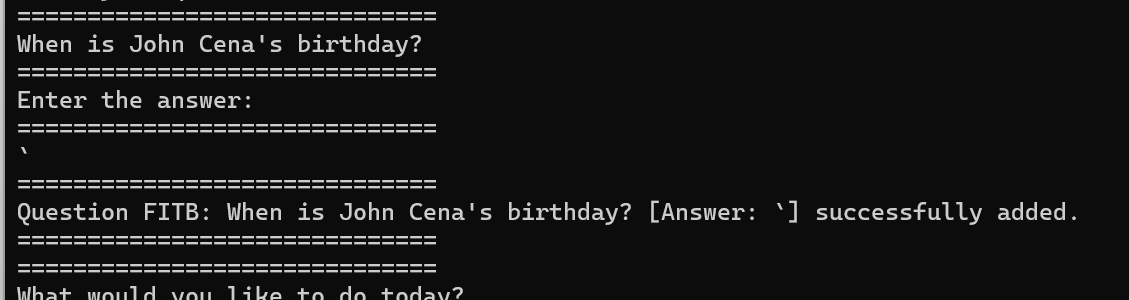 ==============================
When is John Cena's birthday?
==============================
Enter the answer:
==============================
`
==============================
Question FITB: When is John Cena's birthday? [Answer: `] successfully added.
==============================
==============================
What would you like to do today?